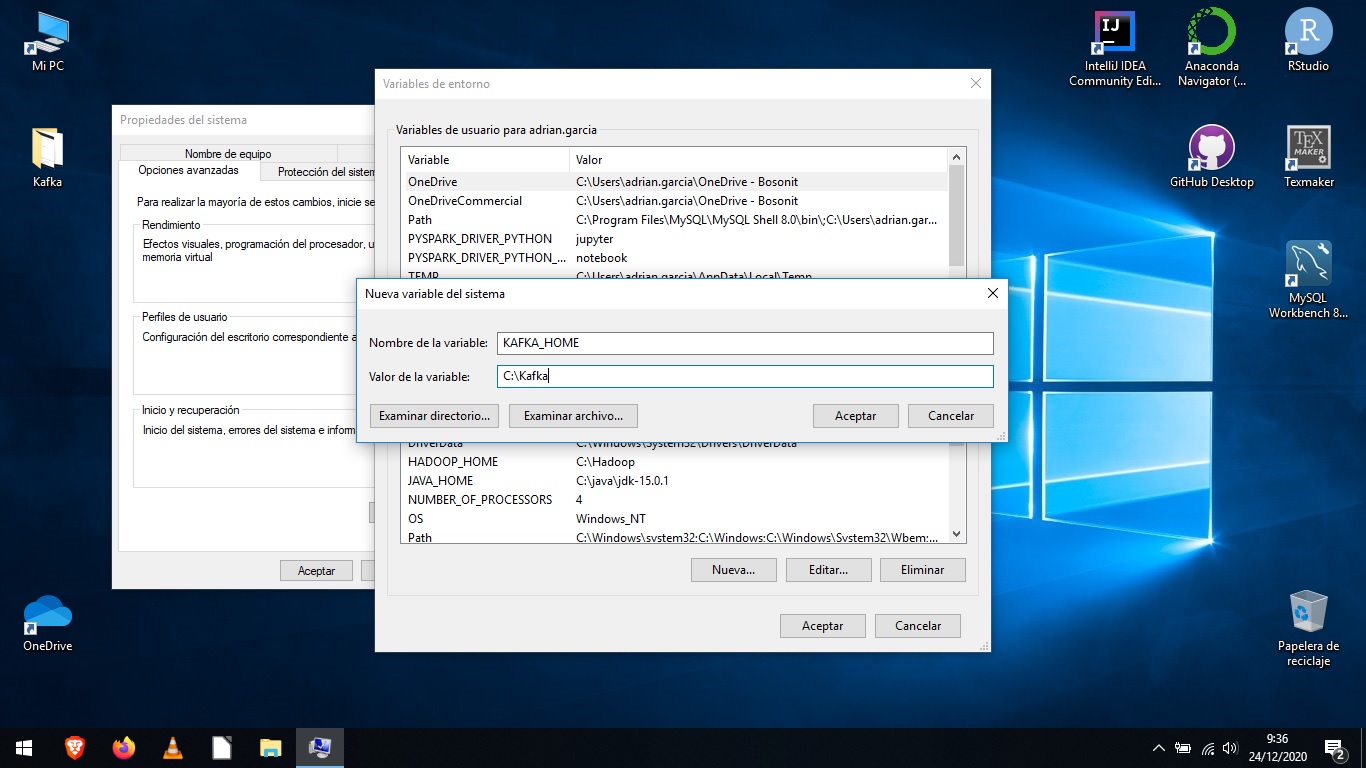 Mi PC
Kafka
OneDrive
IntelliJ IDEA
Community Edi...
Anaconda
Navigator (...
RStudio
GitHub Desktop
Texmaker
MySQL
Workbench 8...
Papelera de
reciclaje
Propiedades del sistema
Nombre de equipo
Opciones avanzadas
Protección del sistem
Para realizar la mayoría de estos cambios, inicie se
Rendimiento
Efectos visuales, programación del procesador, u
memoria virtual
Perfiles de usuario
Configuración del escritorio correspondiente a
Inicio y recuperación
Inicio del sistema, errores del sistema e inform
Aceptar
Variables de entorno
Variables de usuario para adrian.garcia
Variable Valor
OneDrive C:\Users\adrian.garcia\OneDrive - Bosonit
OneDriveCommercial C:\Users\adrian.garcia\OneDrive - Bosonit
Path C:\Program Files\MySQL\MySQL Shell 8.0\bin\;C:\Users\adrian.gar...
PYSPARK_DRIVER_PYTHON jupyter
PYSPARK_DRIVER_PYTHON_... notebook
TEMP C:\Users\adrian.garcia\AppData\Local\Temp
Nueva variable del sistema
Nombre de la variable: KAFKA_HOME
Valor de la variable: C:\Kafka
Examinar directorio... Examinar archivo... Aceptar Cancelar
DriverData C:\Windows\System32\Drivers\DriverData
HADOOP_HOME C:\Hadoop
JAVA_HOME C:\java\jdk-15.0.1
NUMBER_OF_PROCESSORS 4
OS Windows_NT
Path C:\Windows\system32;C:\Windows;C:\Windows\System32\Wbem;...
Nueva... Editar... Eliminar
Aceptar Cancelar
IJ
R
TEX
MAKER
9:36
24/12/2020
2